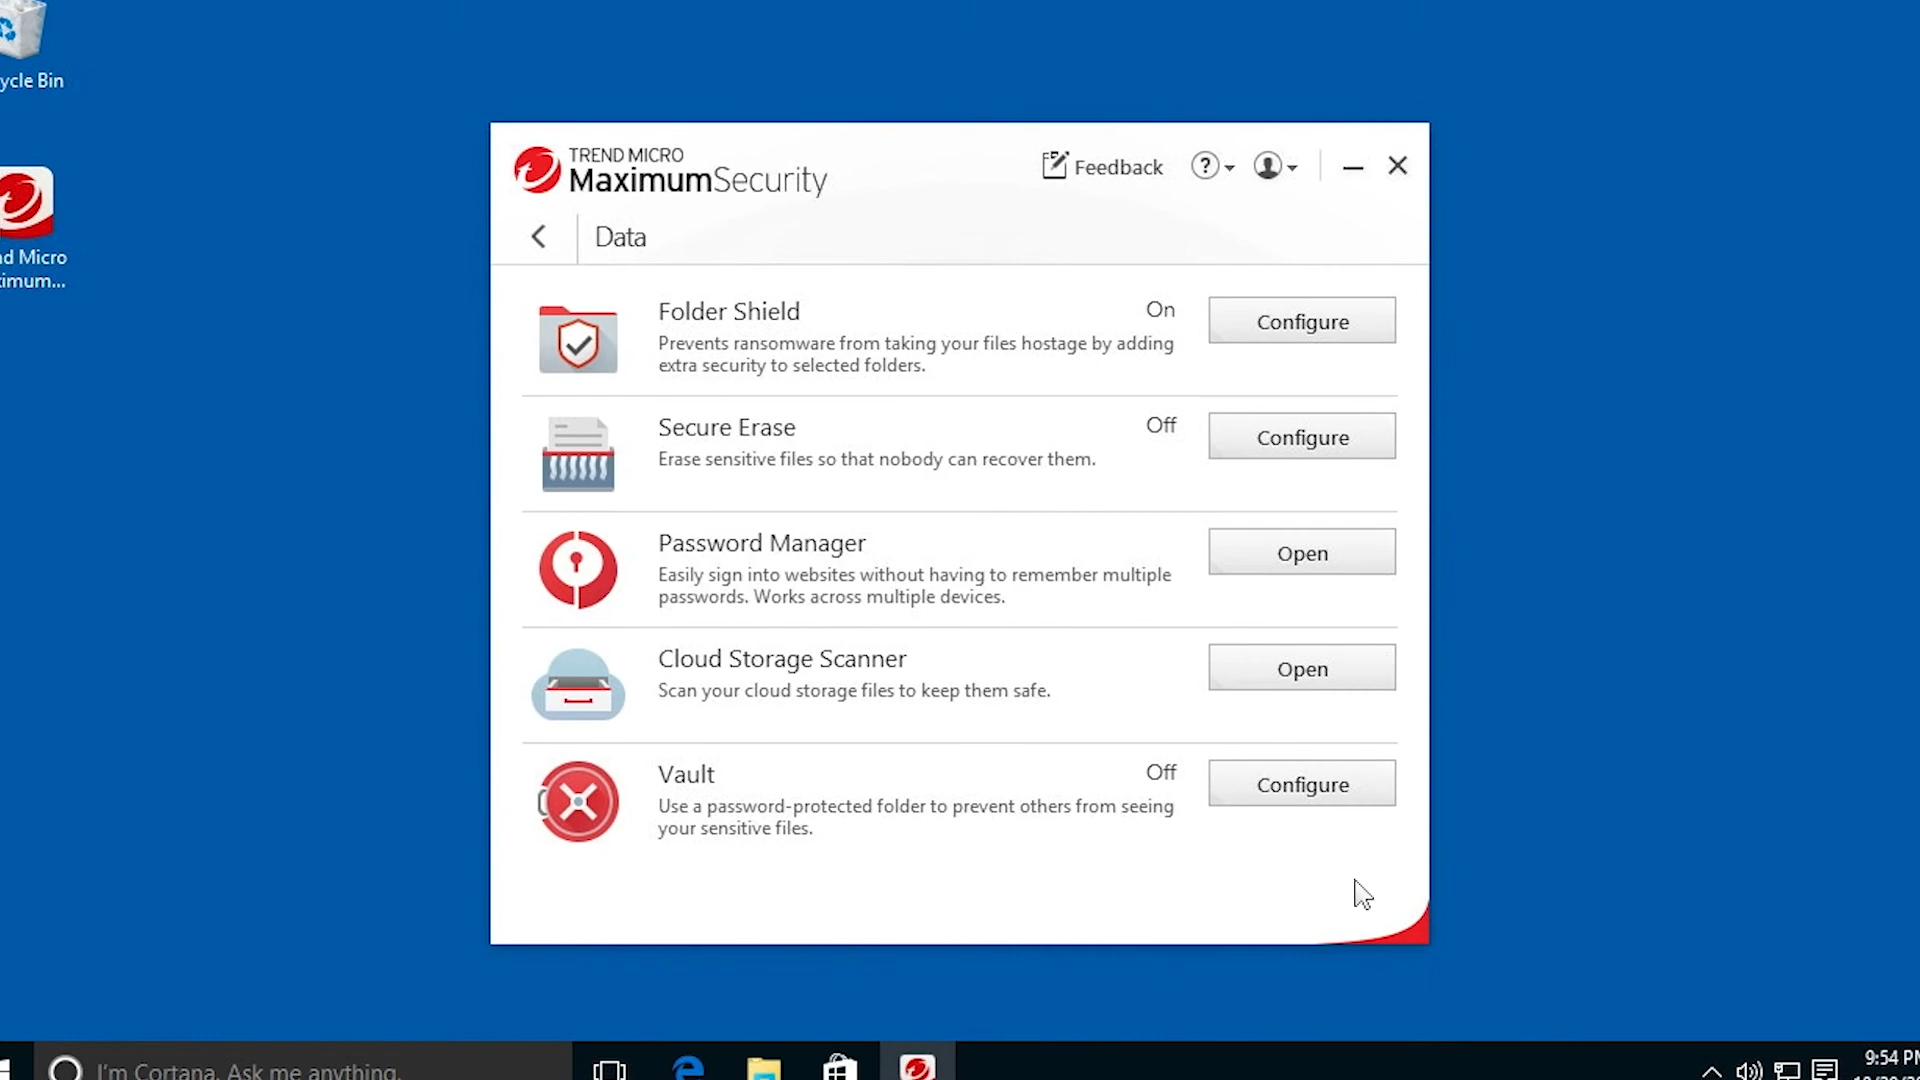 ycle Bin
nd Micro
imum...
TREND MICRO
MaximumSecurity
Feedback
?
Data
Folder Shield
On
Configure
Prevents ransomware from taking your files hostage by adding
extra security to selected folders.
Secure Erase
Off
Configure
Erase sensitive files so that nobody can recover them.
Password Manager
Open
Easily sign into websites without having to remember multiple
passwords. Works across multiple devices.
Cloud Storage Scanner
Open
Scan your cloud storage files to keep them safe.
Vault
Off
Configure
Use a password-protected folder to prevent others from seeing
your sensitive files.
I'm Cortana. Ask me anything.
9:54 PM